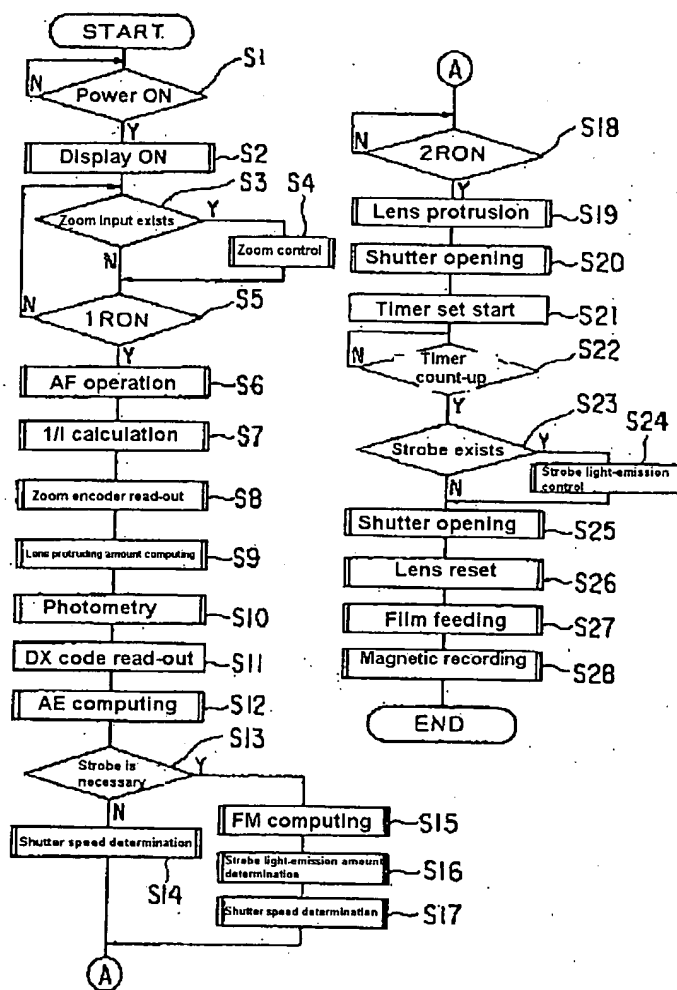 START
S1
N
Power ON
Y
Display ON
S2
S3
S4
Zoom Input exists
Y
Zoom control
N
S5
N
1RON
Y
AF operation
S6
1/I calculation
S7
Zoom encoder read-out
S8
Lens protruding amount computing
S9
Photometry
S10
DX code read-out
S11
AE computing
S12
S13
Strobe is
necessary
Y
N
Shutter speed determination
S14
FM computing
S15
Strobe light-emission amount
determination
S16
Shutter speed determination
S17
A
A
S18
N
2RON
Y
Lens protrusion
S19
Shutter opening
S20
Timer set start
S21
N
Timer
count-up
S22
Y
S23
S24
Strobe exists
Y
Strobe light-emission
control
N
Shutter opening
S25
Lens reset
S26
Film feeding
S27
Magnetic recording
S28
END